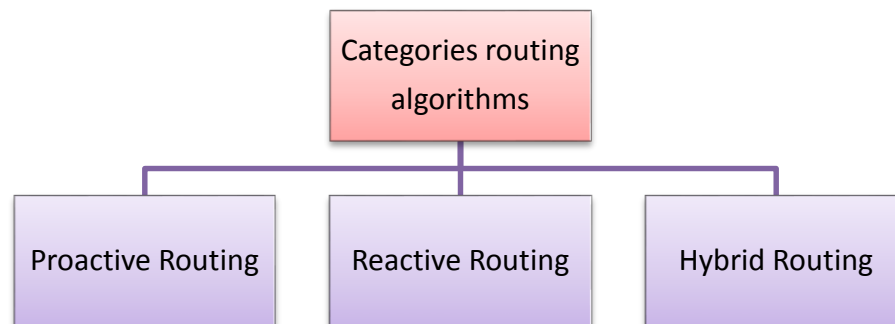 Categories routing
algorithms
Proactive Routing
Reactive Routing
Hybrid Routing